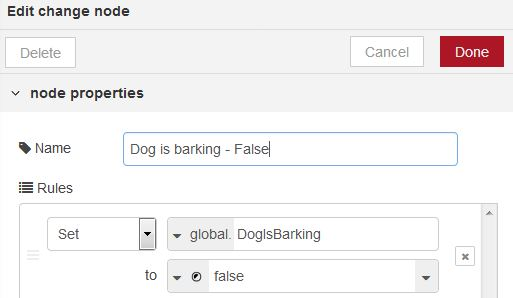 Edit change node
Delete Cancel Done
node properties
Name Dog is barking - False
Rules
Set global. DogIsBarking
to false